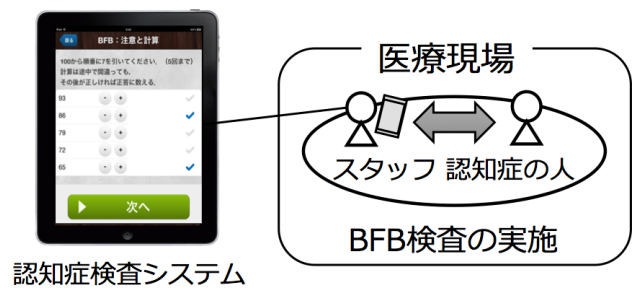 戻る
BFB:注意と計算
100から順番に7を引いてください。(5回まで)
計算は途中で間違っても、
その後が正しければ正答に数える。
93 - +
86 - +
79 - +
72 - +
65 - +
次へ
認知症検査システム
医療現場
スタッフ 認知症の人
BFB検査の実施